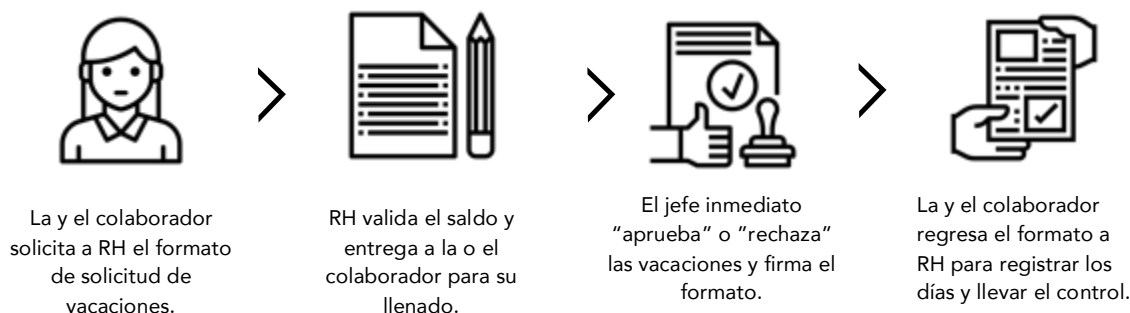 La y el colaborador
solicita a RH el formato
de solicitud de
vacaciones.
RH valida el saldo y
entrega a la o el
colaborador para su
llenado.
El jefe inmediato
“aprueba” o “rechaza”
las vacaciones y firma el
formato.
La y el colaborador
regresa el formato a
RH para registrar los
días y llevar el control.